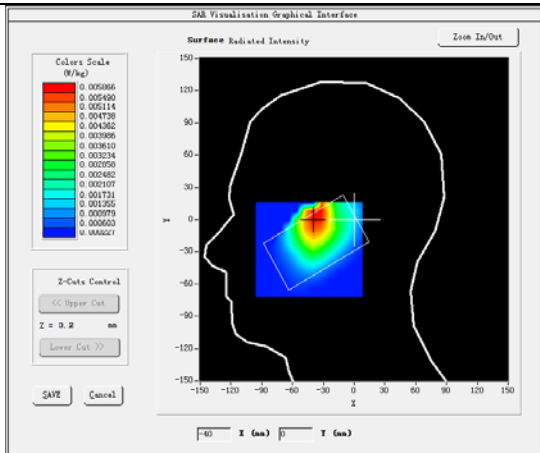 SAR Visualisation Graphical Interface
Surface Radiated Intensity
Zoom In/Out
Colors Scale
(W/kg)
0.005866
0.005490
0.005114
0.004738
0.004362
0.003986
0.003610
0.003234
0.002858
0.002482
0.002107
0.001731
0.001355
0.000979
0.000603
0.000227
Z-Cuts Control
<< Upper Cut
Z = 0.2 mm
Lower Cut >>
SAVE
Cancel
150
120
90
60
30
0
-30
-60
-90
-120
-150
Y
-150 -120 -90 -60 -30 0 30 60 90 120 150
X
-40 X (mm) 0 Y (mm)